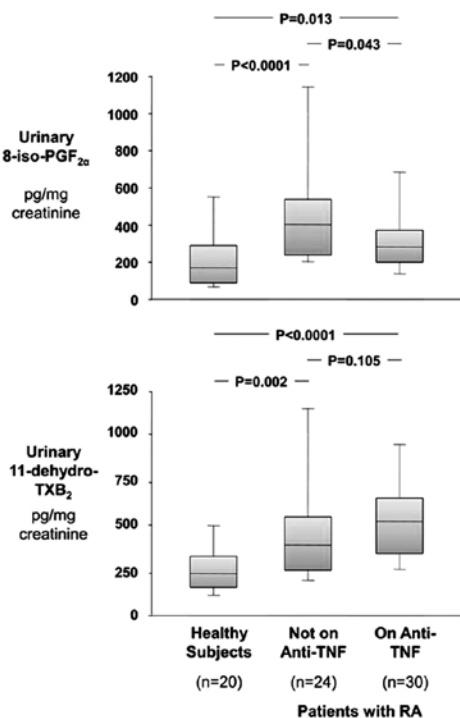 P=0.013
P=0.043
P<0.0001
Urinary
8-iso-PGF2α
pg/mg
creatinine
1200
1000
800
600
400
200
0
P<0.0001
P=0.105
P=0.002
Urinary
11-dehydro-
TXB2
pg/mg
creatinine
1250
1000
750
500
250
0
Healthy
Subjects
(n=20)
Not on
Anti-TNF
(n=24)
On Anti-
TNF
(n=30)
Patients with RA